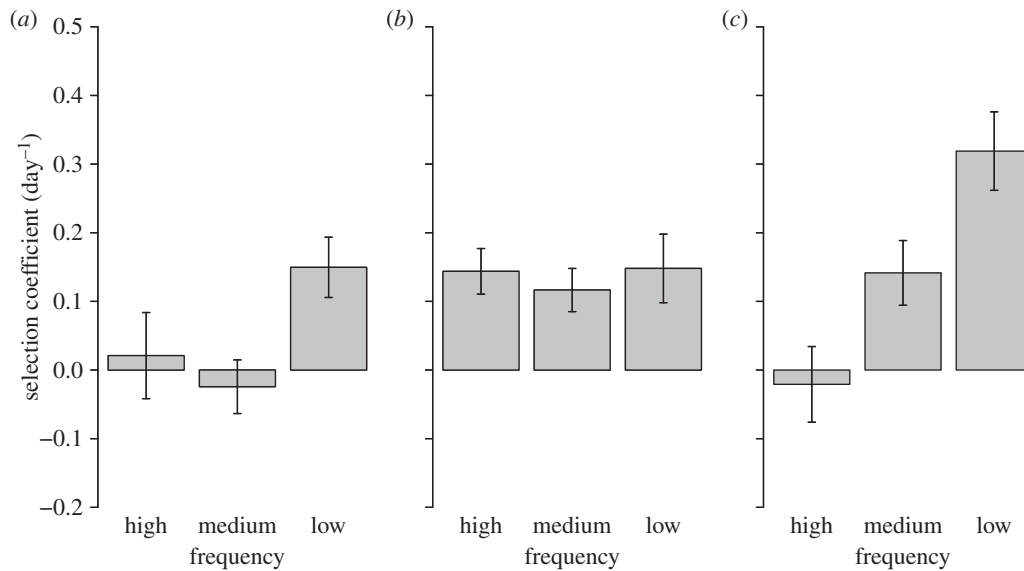 (a)
(b)
(c)
selection coefficient (day⁻¹)
0.5
0.4
0.3
0.2
0.1
0.0
−0.1
−0.2
high medium low
frequency
high medium low
frequency
high medium low
frequency